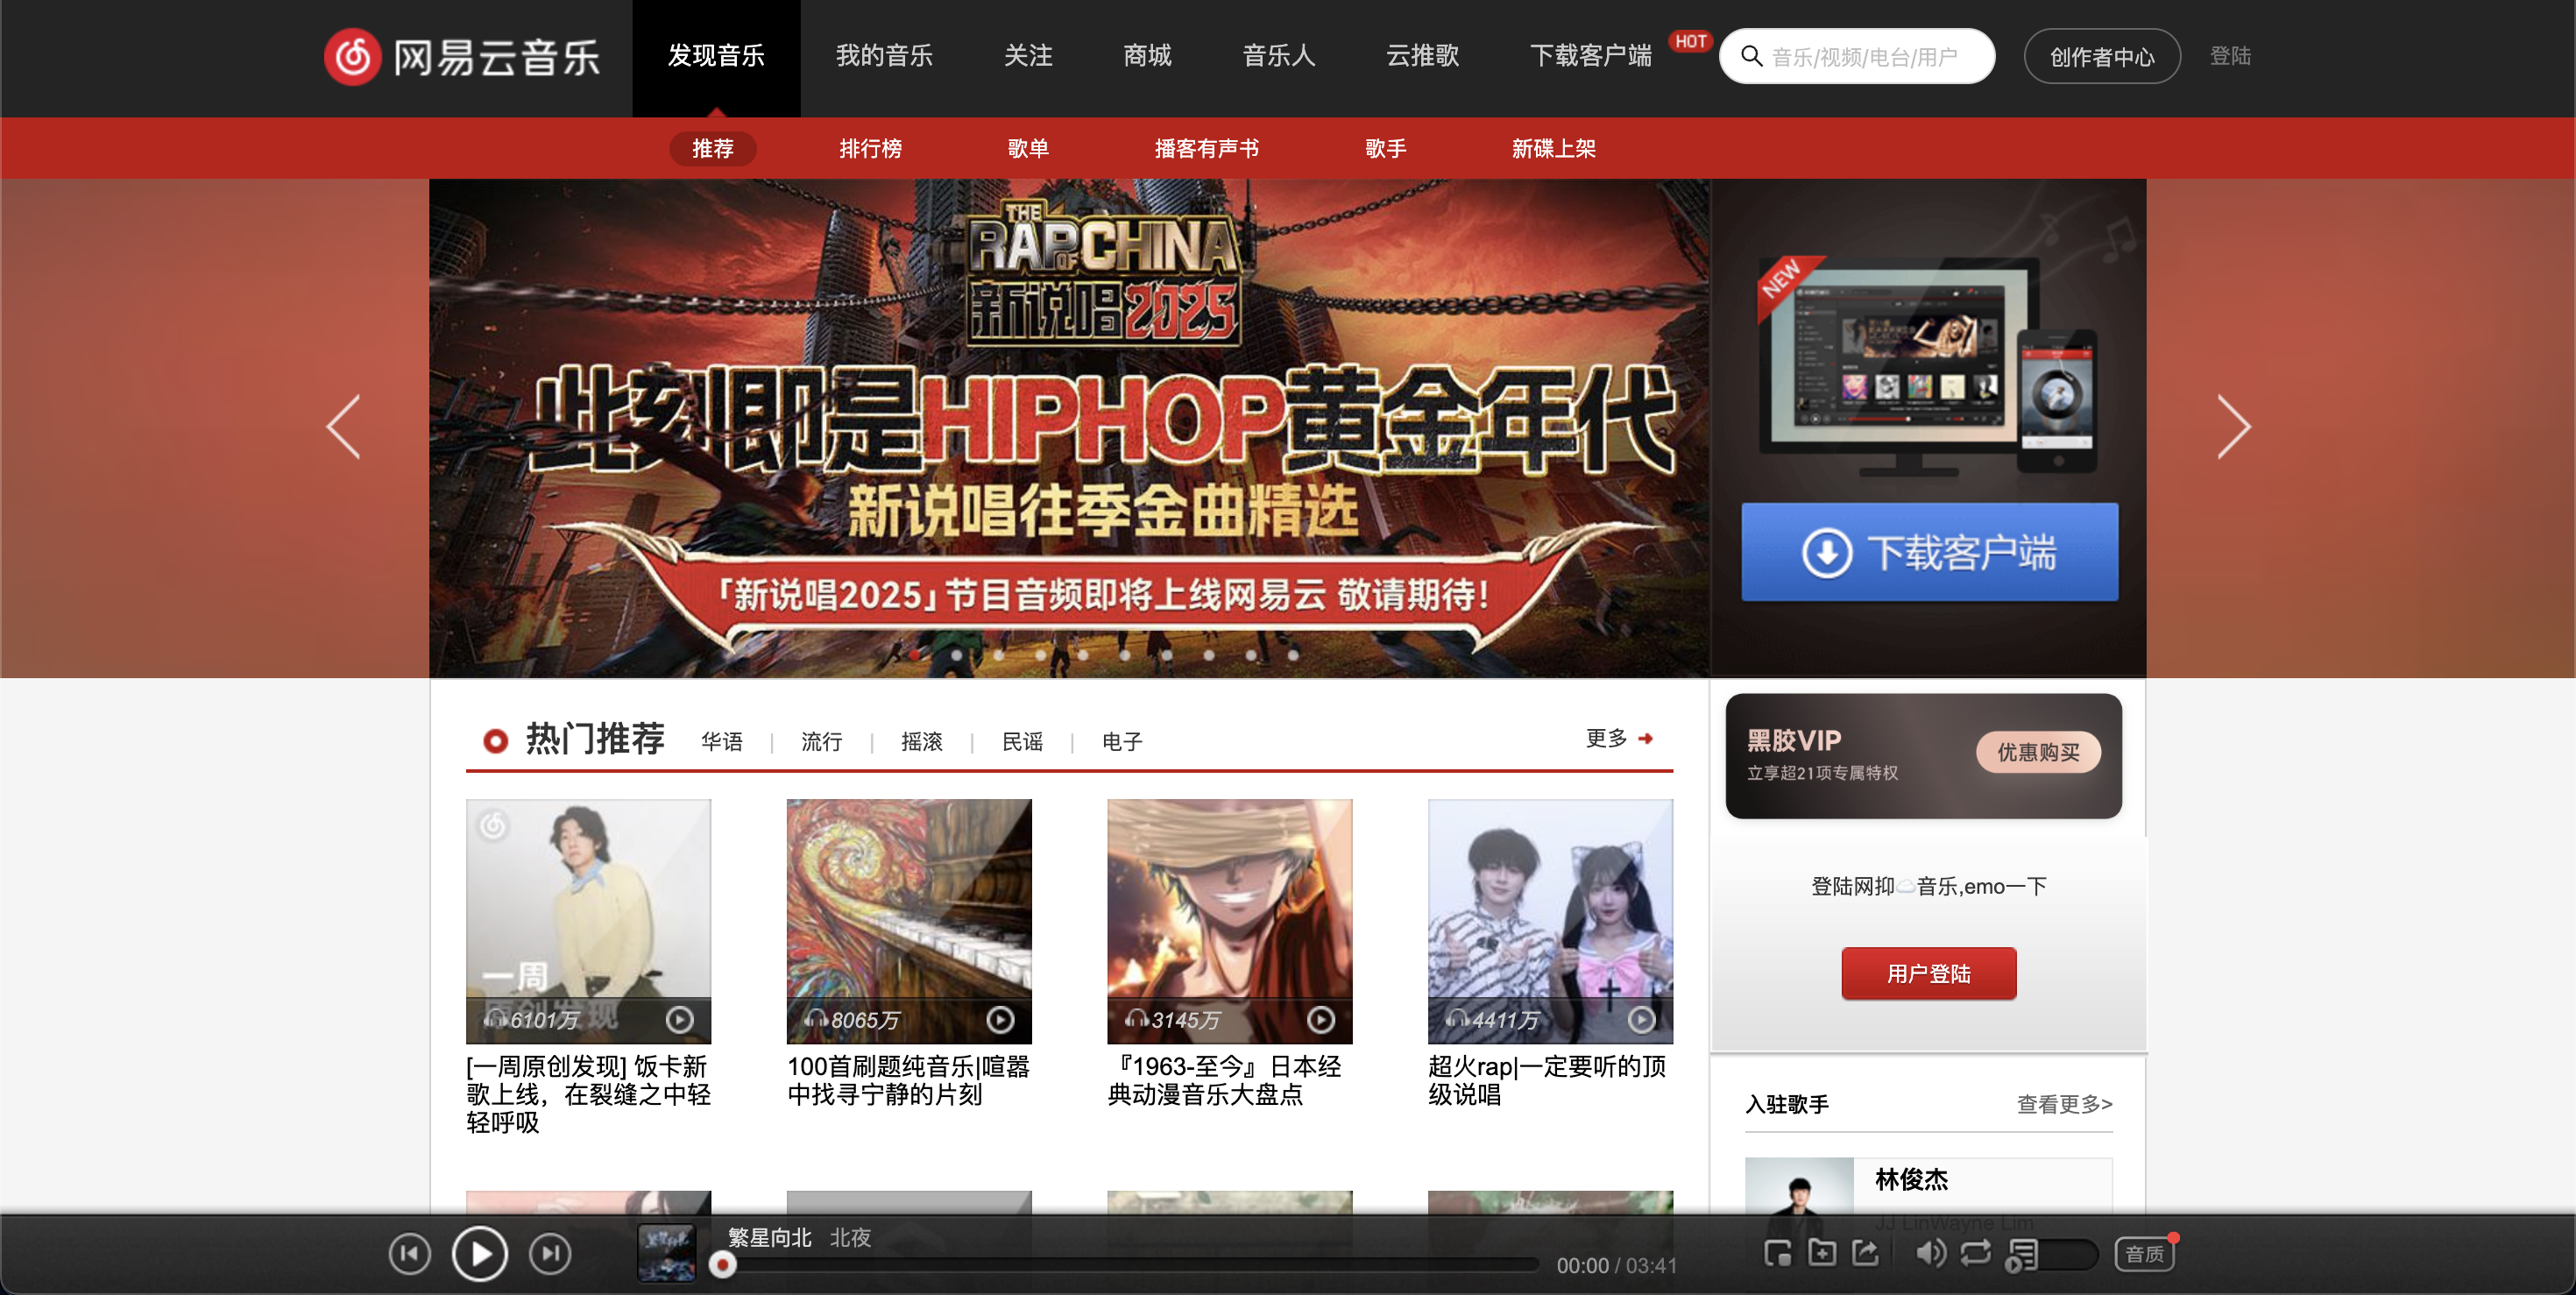 网易云音乐
发现音乐
我的音乐
关注
商城
音乐人
云推歌
下载客户端
HOT
音乐/视频/电台/用户
创作者中心
登陆
推荐
排行榜
歌单
播客有声书
歌手
新碟上架
THE
RAP OF CHINA
新说唱2025
此刻即是HIPHOP黄金年代
新说唱往季金曲精选
「新说唱2025」节目音频即将上线网易云 敬请期待!
NEW
下载客户端
热门推荐
华语 | 流行 | 摇滚 | 民谣 | 电子
更多
黑胶VIP
立享超21项专属特权
优惠购买
一周
原创发现
6101万
8065万
3145万
4411万
[一周原创发现] 饭卡新
歌上线，在裂缝之中轻
轻呼吸
100首刷题纯音乐|喧嚣
中找寻宁静的片刻
『1963-至今』日本经
典动漫音乐大盘点
超火rap|一定要听的顶
级说唱
登陆网抑☁️音乐,emo一下
用户登陆
入驻歌手
查看更多>
林俊杰
JJ LinWayne Lim
繁星向北 北夜
00:00 / 03:41
音质